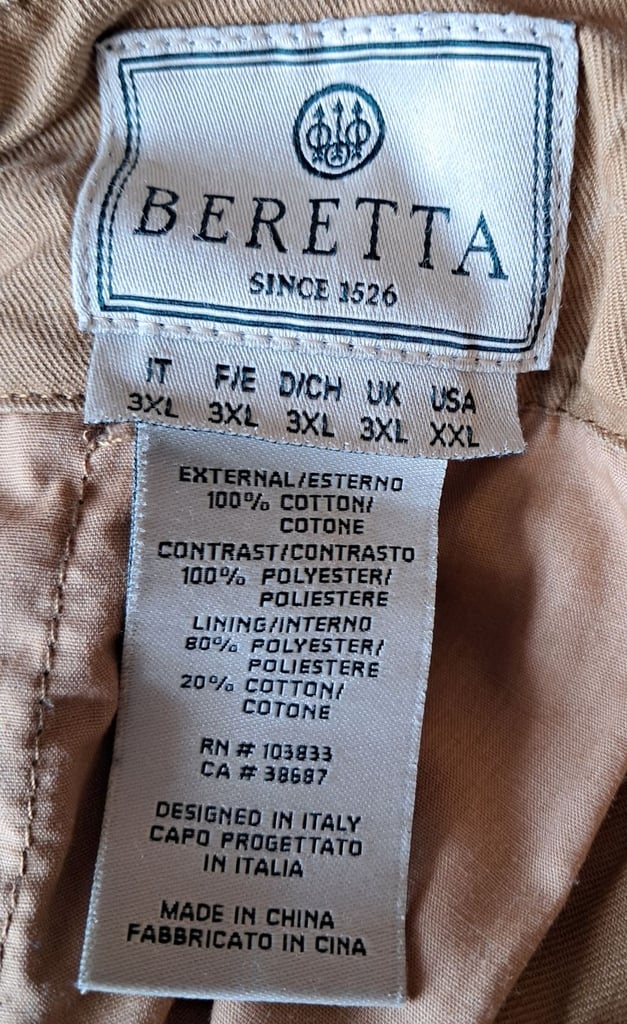 BERETTA
SINCE 1526
IT F/E D/CH UK USA
3XL 3XL 3XL 3XL XXL
EXTERNAL/ESTERNO
100% COTTON/
COTONE
CONTRAST/CONTRASTO
100% POLYESTER/
POLIESTERE
LINING/INTERNO
80% POLYESTER/
POLIESTERE
20% COTTON/
COTONE
RN # 103833
CA # 38687
DESIGNED IN ITALY
CAPO PROGETTATO
IN ITALIA
MADE IN CHINA
FABBRICATO IN CINA